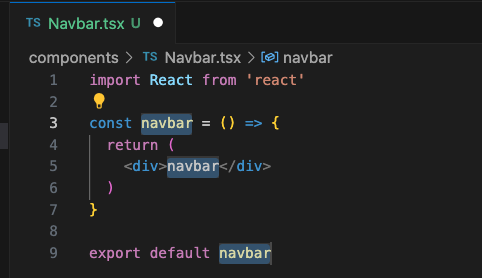 TS Navbar.tsx U
components > TS Navbar.tsx > navbar
1 import React from 'react'
2
3 const navbar = () => {
4 return (
5 <div>navbar</div>
6 )
7 }
8
9 export default navbar